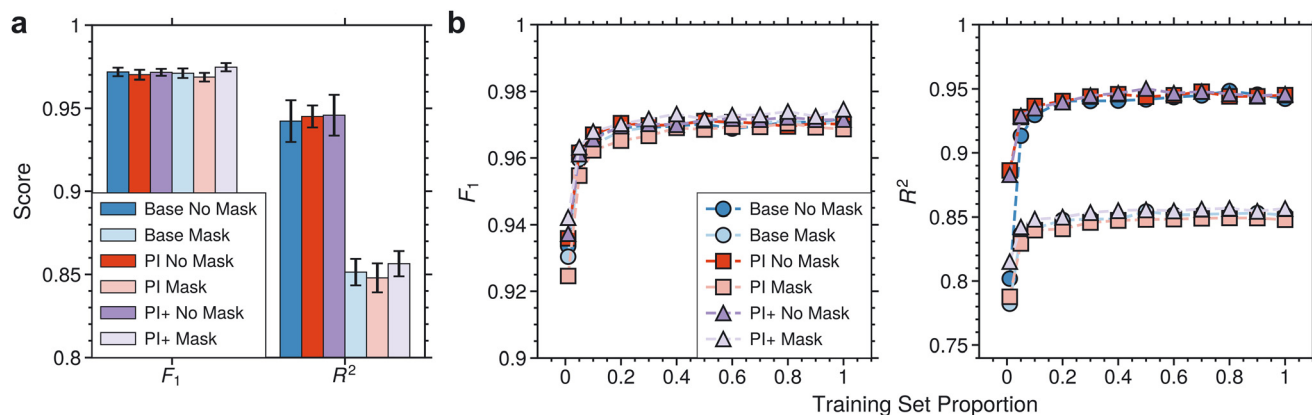 a
1
0.95
0.9
0.85
0.8
Score
F1
R2
Base No Mask
Base Mask
PI No Mask
PI Mask
PI+ No Mask
PI+ Mask
b
1
0.98
0.96
0.94
0.92
0.9
F1
0 0.2 0.4 0.6 0.8 1
Base No Mask
Base Mask
PI No Mask
PI Mask
PI+ No Mask
PI+ Mask
1
0.95
0.9
0.85
0.8
0.75
R2
0 0.2 0.4 0.6 0.8 1
Training Set Proportion